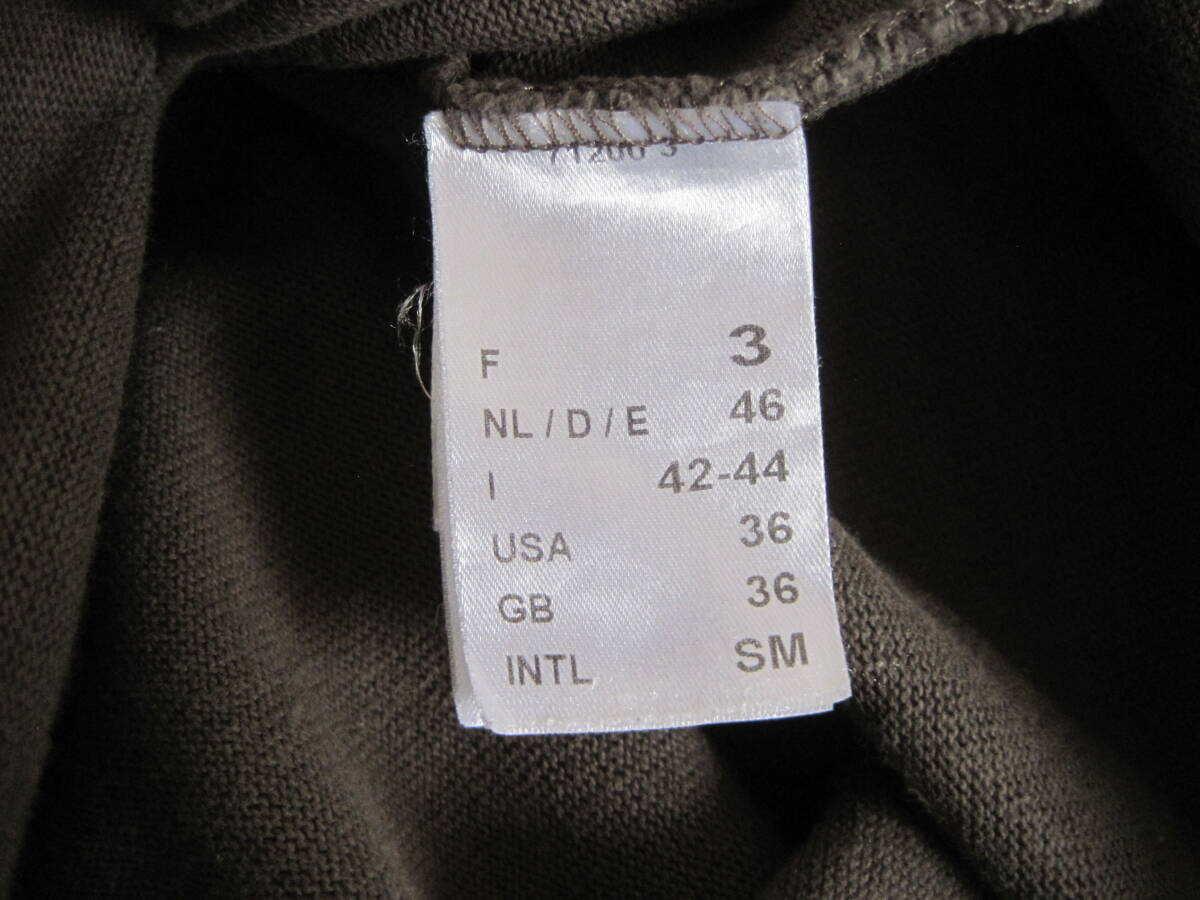 F 3
NL / D / E 46
I 42-44
USA 36
GB 36
INTL SM